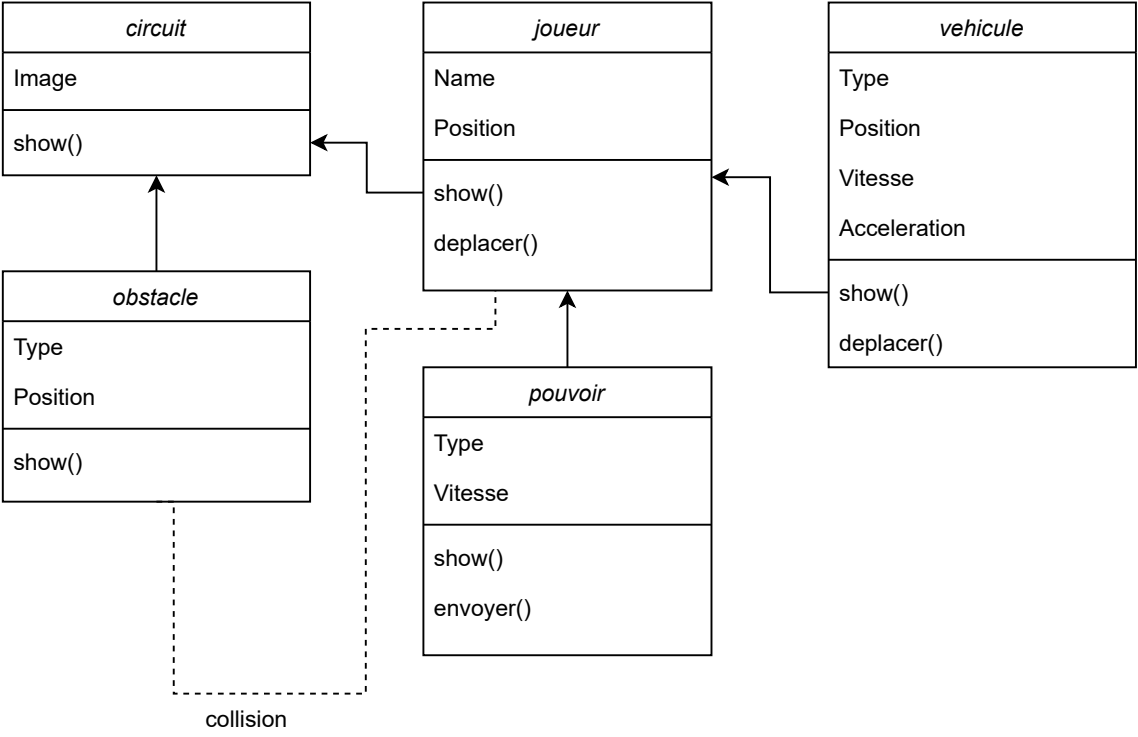 circuit
Image
show()
joueur
Name
Position
show()
deplacer()
vehicule
Type
Position
Vitesse
Acceleration
show()
deplacer()
obstacle
Type
Position
show()
pouvoir
Type
Vitesse
show()
envoyer()
collision